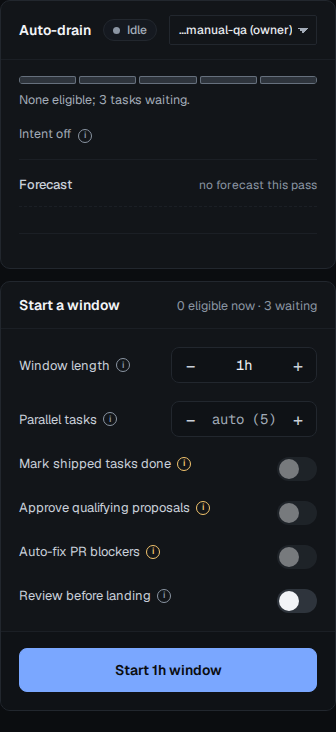 Auto-drain Idle …manual-qa (owner)
None eligible; 3 tasks waiting.
Intent off i
Forecast no forecast this pass
Start a window 0 eligible now · 3 waiting
Window length i − 1h +
Parallel tasks i − auto (5) +
Mark shipped tasks done i
Approve qualifying proposals i
Auto-fix PR blockers i
Review before landing i
Start 1h window